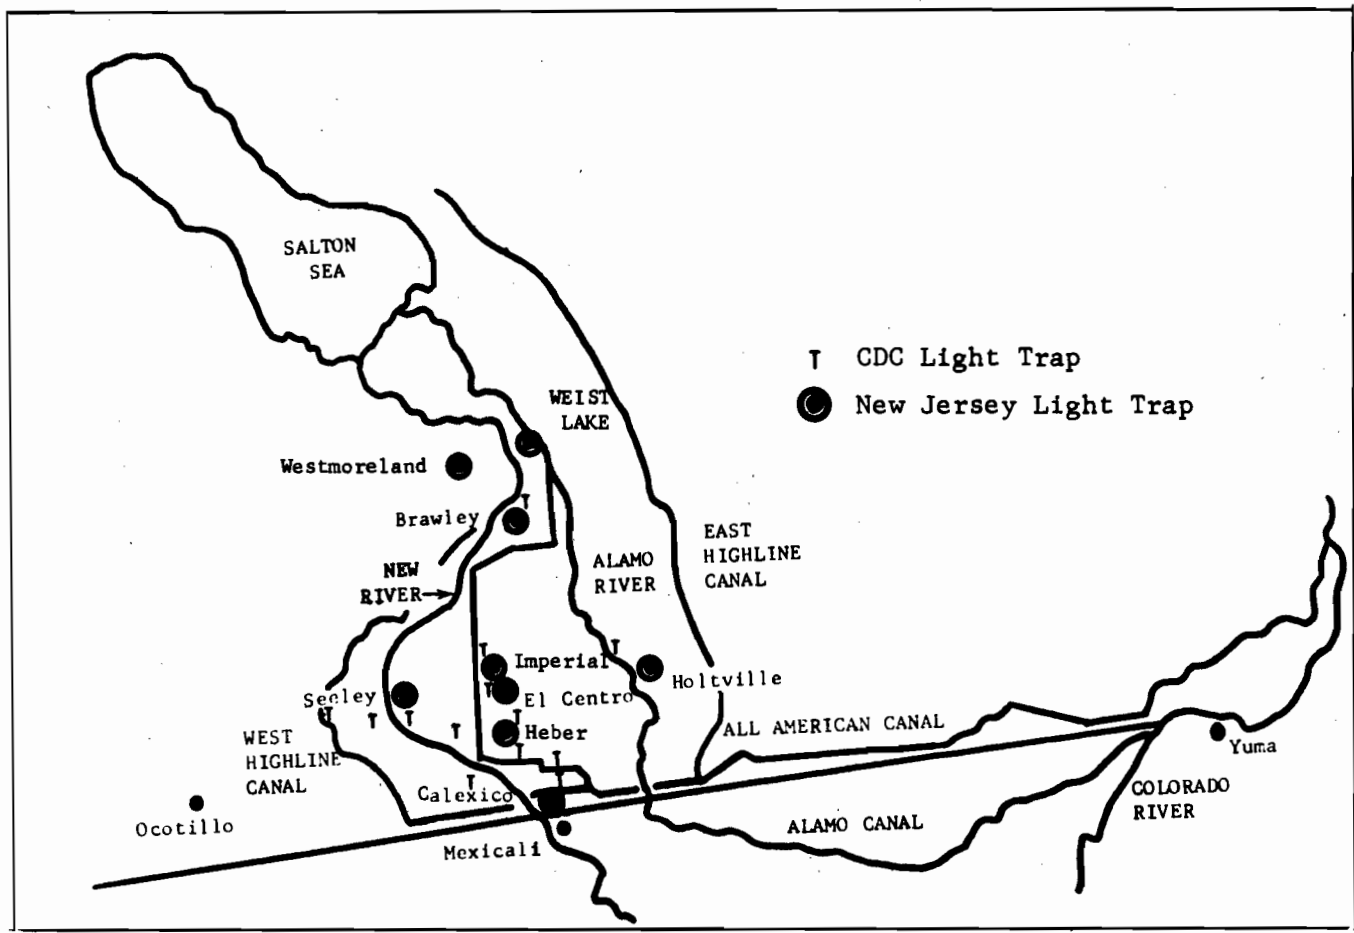 SALTON
SEA
T CDC Light Trap
New Jersey Light Trap
WEIST
LAKE
Westmoreland
Brawley
EAST
HIGHLINE
CANAL
ALAMO
RIVER
NEW
RIVER
Imperial
Holtville
Seeley
El Centro
Heber
ALL AMERICAN CANAL
WEST
HIGHLINE
CANAL
Yuma
Calexico
COLORADO
RIVER
Ocotillo
ALAMO CANAL
Mexicali